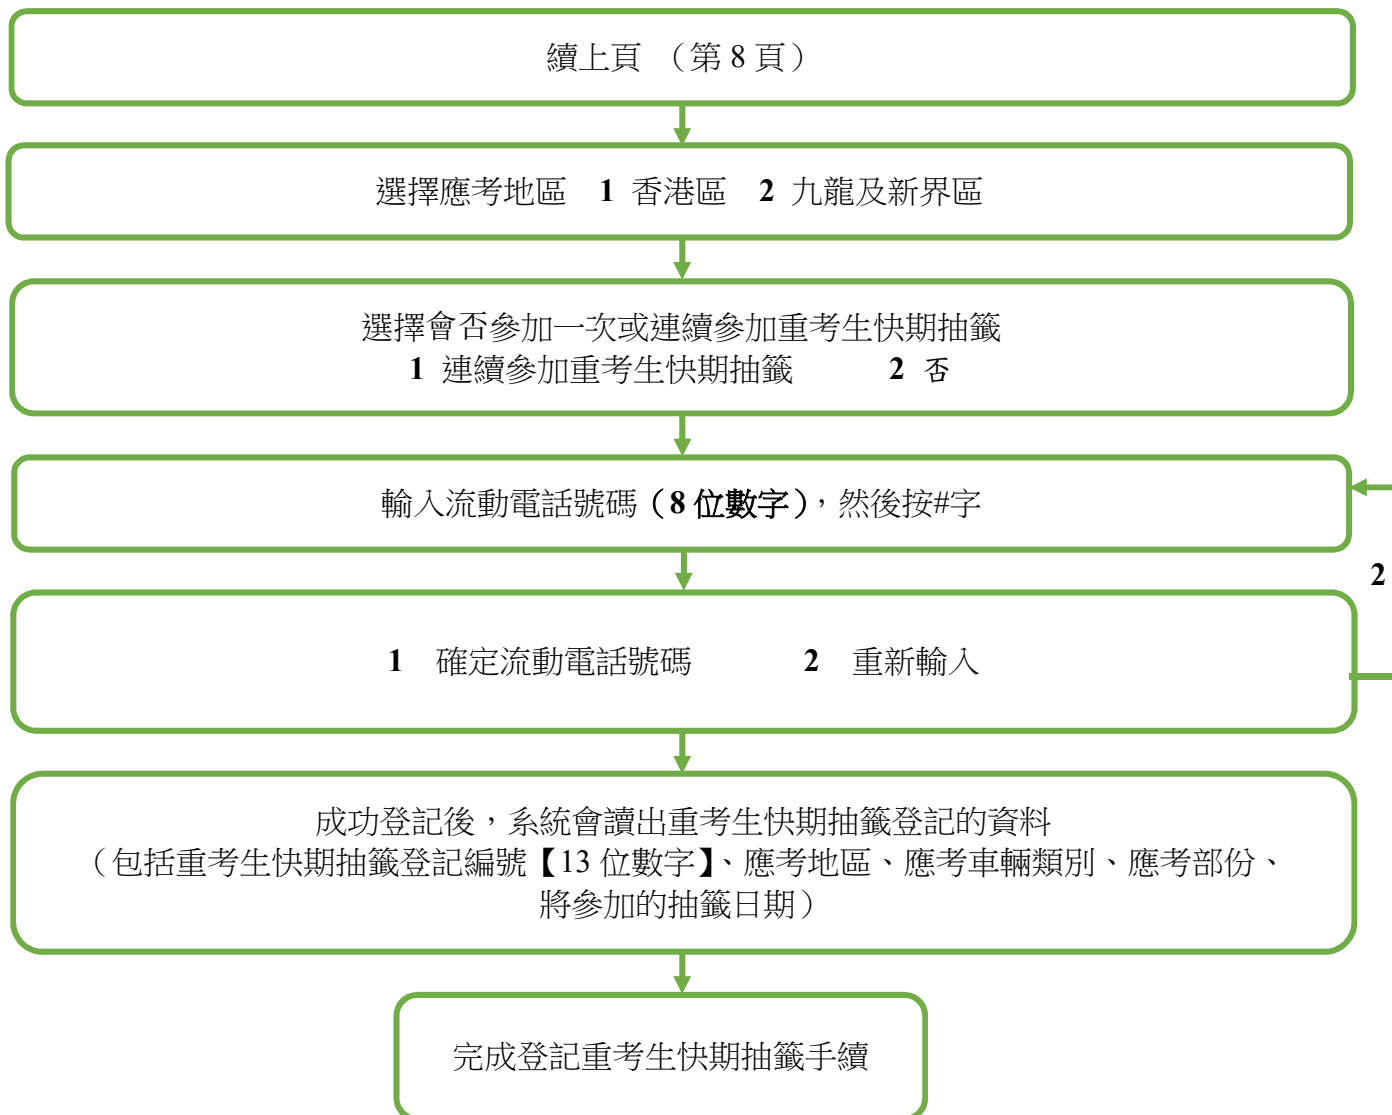 續上頁 （第 8 頁）
選擇應考地區 1 香港區 2 九龍及新界區
選擇會否參加一次或連續參加重考生快期抽籤
1 連續參加重考生快期抽籤 2 否
輸入流動電話號碼（8 位數字），然後按#字
2
1 確定流動電話號碼 2 重新輸入
成功登記後，系統會讀出重考生快期抽籤登記的資料
（包括重考生快期抽籤登記編號【13 位數字】、應考地區、應考車輛類別、應考部份、
將參加的抽籤日期）
完成登記重考生快期抽籤手續